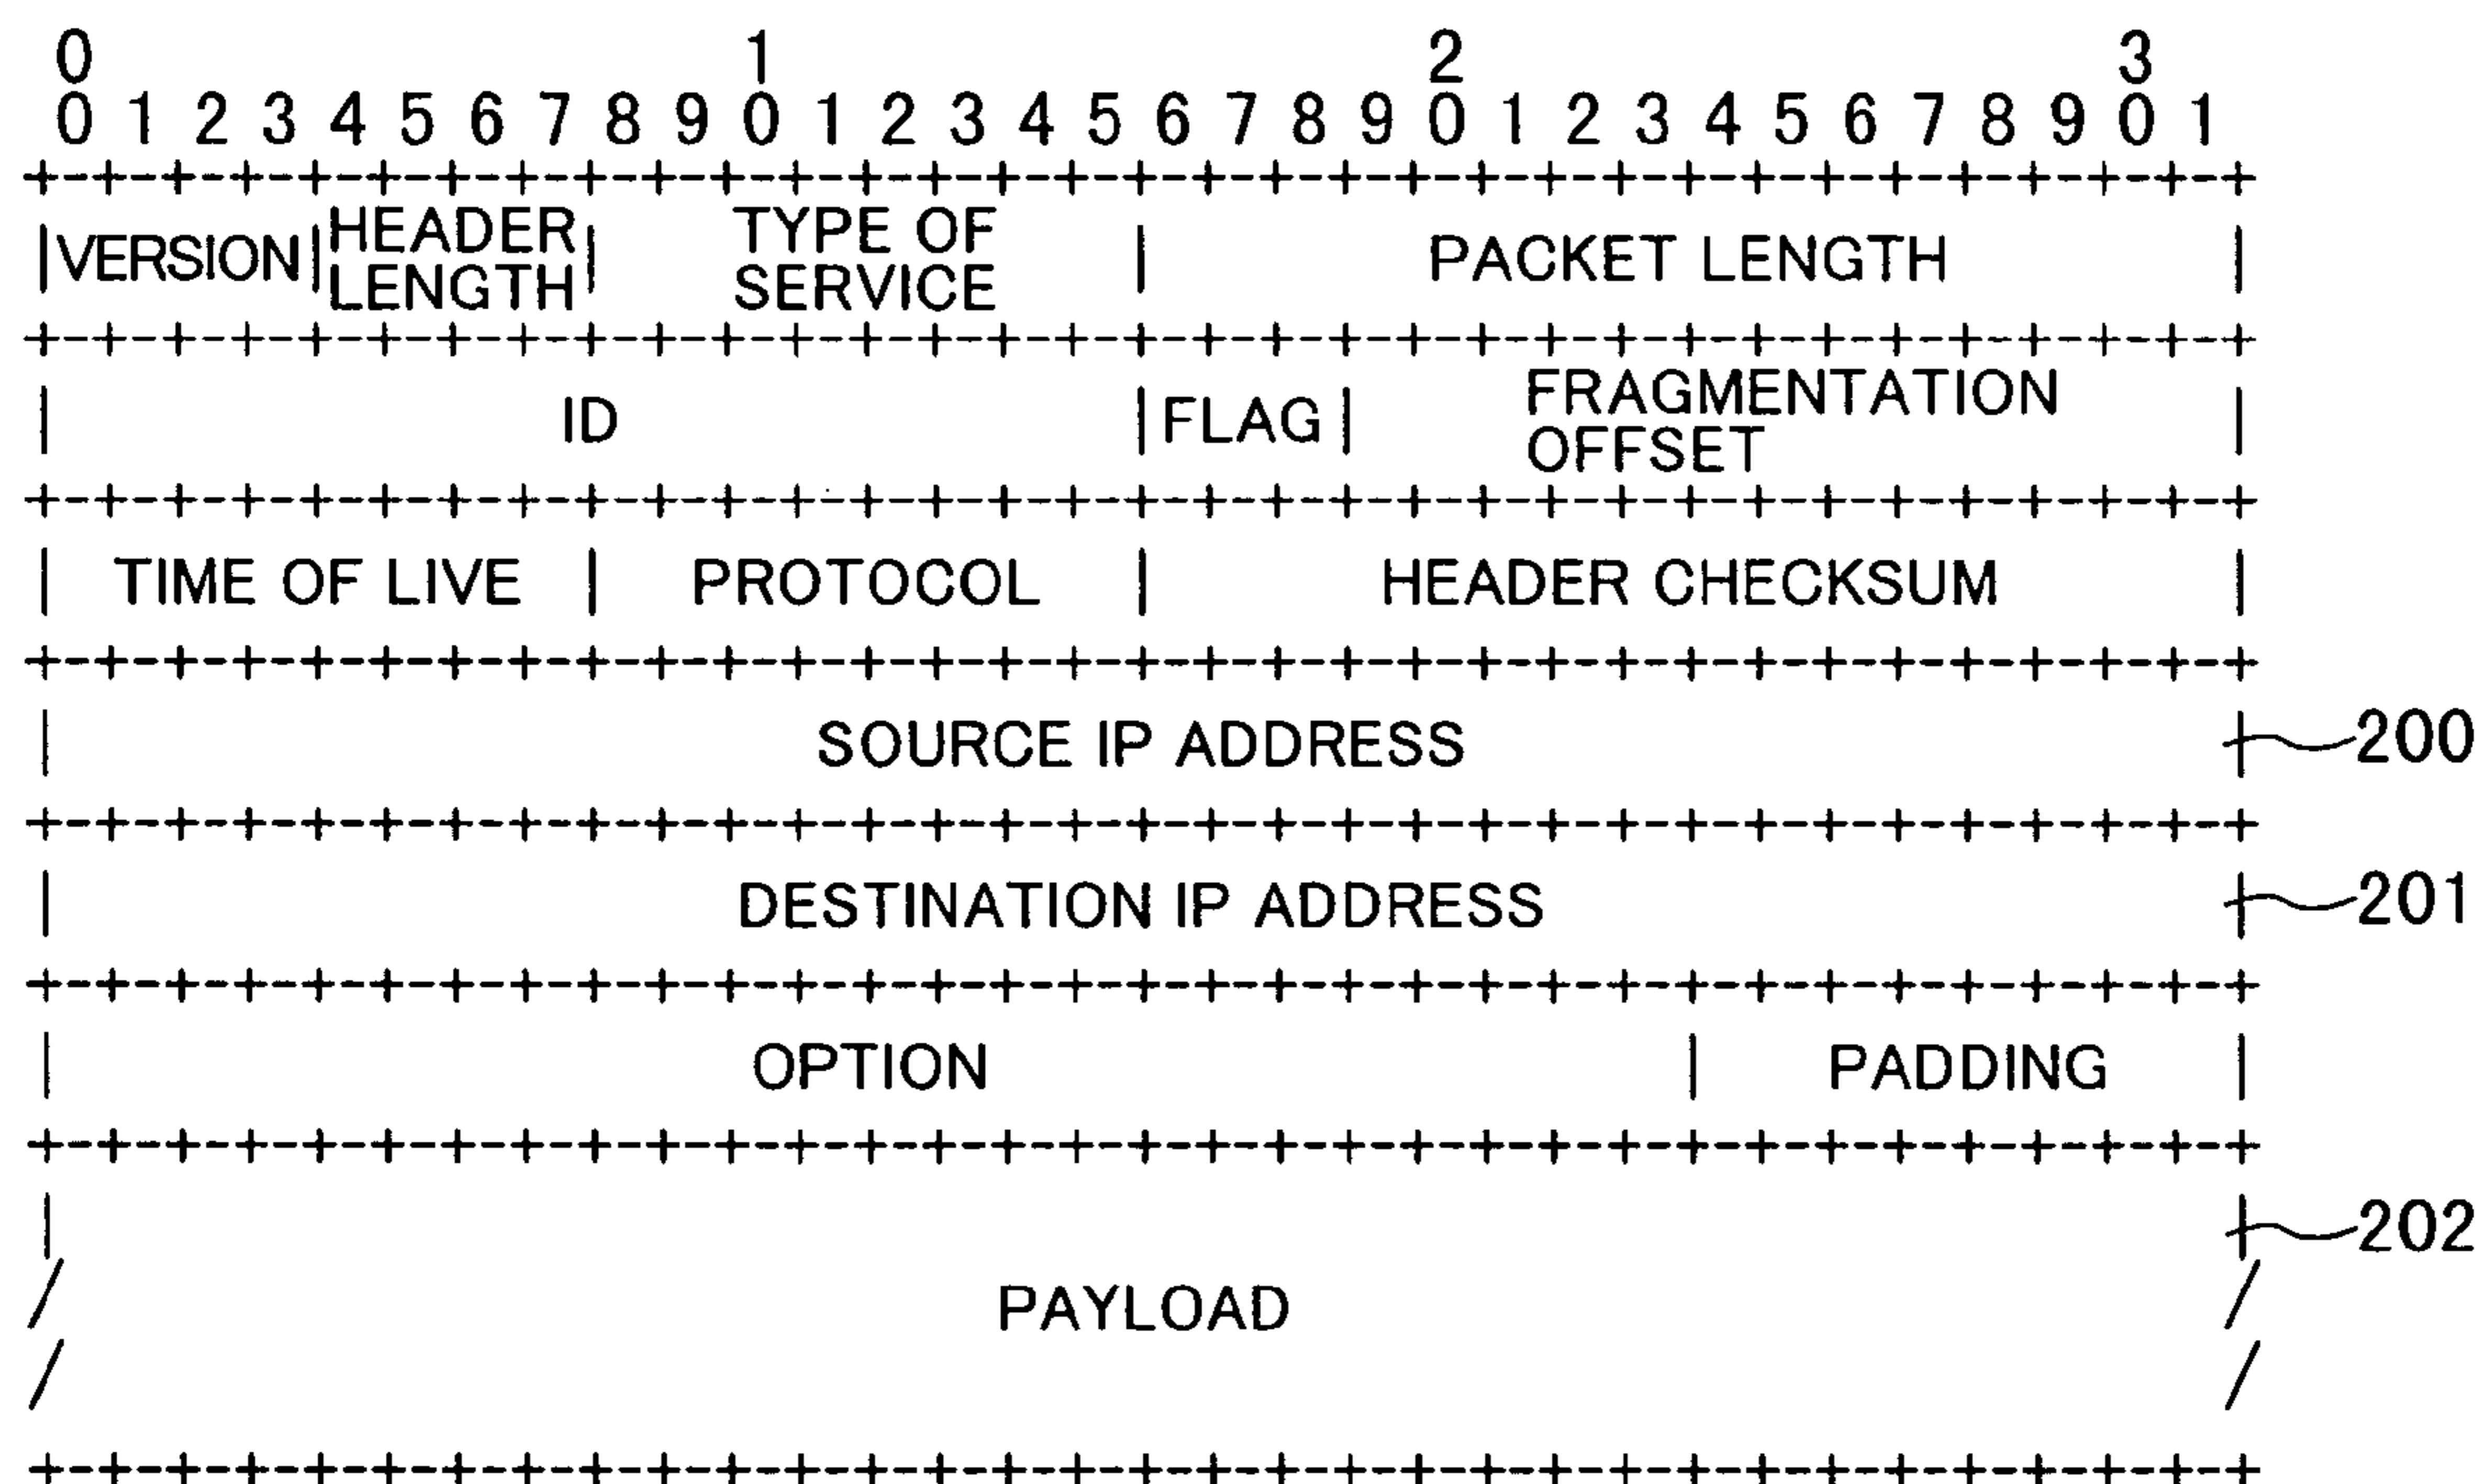 0 1 2 3
0 1 2 3 4 5 6 7 8 9 0 1 2 3 4 5 6 7 8 9 0 1 2 3 4 5 6 7 8 9 0 1
+-+-+-+-+-+-+-+-+-+-+-+-+-+-+-+-+-+-+-+-+-+-+-+-+-+-+-+-+-+-+-+-+
|VERSION|HEADER LENGTH| TYPE OF SERVICE | PACKET LENGTH |
+-+-+-+-+-+-+-+-+-+-+-+-+-+-+-+-+-+-+-+-+-+-+-+-+-+-+-+-+-+-+-+-+
| ID | FLAG | FRAGMENTATION OFFSET |
+-+-+-+-+-+-+-+-+-+-+-+-+-+-+-+-+-+-+-+-+-+-+-+-+-+-+-+-+-+-+-+-+
| TIME OF LIVE | PROTOCOL | HEADER CHECKSUM |
+-+-+-+-+-+-+-+-+-+-+-+-+-+-+-+-+-+-+-+-+-+-+-+-+-+-+-+-+-+-+-+-+
| SOURCE IP ADDRESS | 200
+-+-+-+-+-+-+-+-+-+-+-+-+-+-+-+-+-+-+-+-+-+-+-+-+-+-+-+-+-+-+-+-+
| DESTINATION IP ADDRESS | 201
+-+-+-+-+-+-+-+-+-+-+-+-+-+-+-+-+-+-+-+-+-+-+-+-+-+-+-+-+-+-+-+-+
| OPTION | PADDING |
+-+-+-+-+-+-+-+-+-+-+-+-+-+-+-+-+-+-+-+-+-+-+-+-+-+-+-+-+-+-+-+-+
| | 202
/ PAYLOAD /
/ /
+-+-+-+-+-+-+-+-+-+-+-+-+-+-+-+-+-+-+-+-+-+-+-+-+-+-+-+-+-+-+-+-+